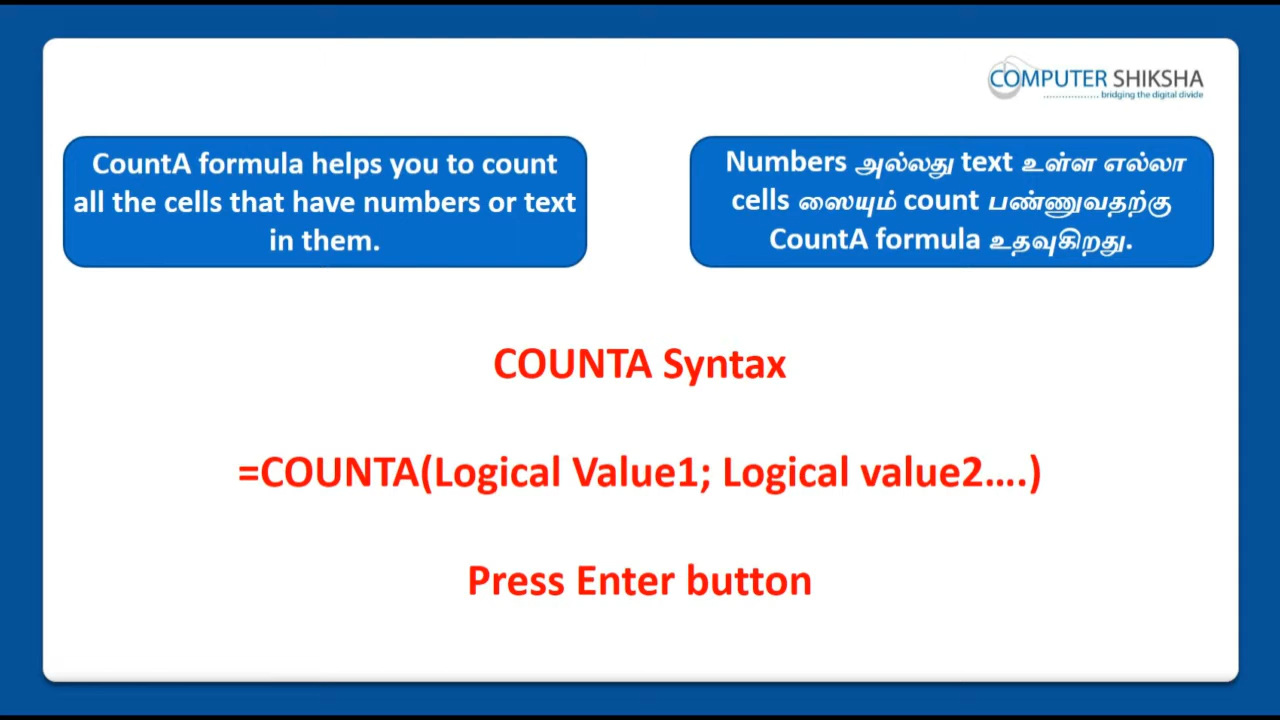 COMPUTER SHIKSHA
bridging the digital divide
CountA formula helps you to count
all the cells that have numbers or text
in them.
Numbers அல்லது text உள்ள எல்லா
cells ஸையும் count பண்ணுவதற்கு
CountA formula உதவுகிறது.
COUNTA Syntax
=COUNTA(Logical Value1; Logical value2....)
Press Enter button